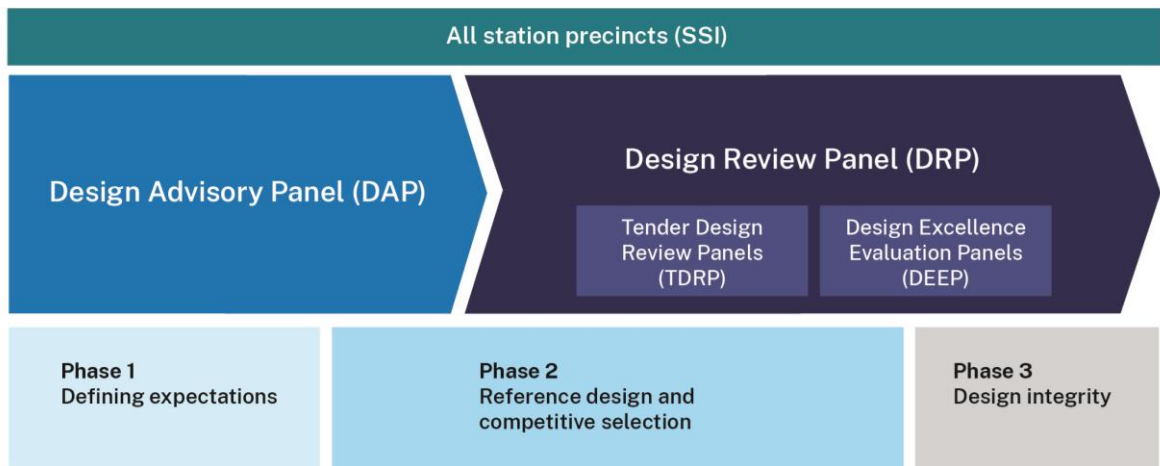 All station precincts (SSI)
Design Advisory Panel (DAP)
Design Review Panel (DRP)
Tender Design
Review Panels
(TDRP)
Design Excellence
Evaluation Panels
(DEEP)
Phase 1
Defining expectations
Phase 2
Reference design and
competitive selection
Phase 3
Design integrity